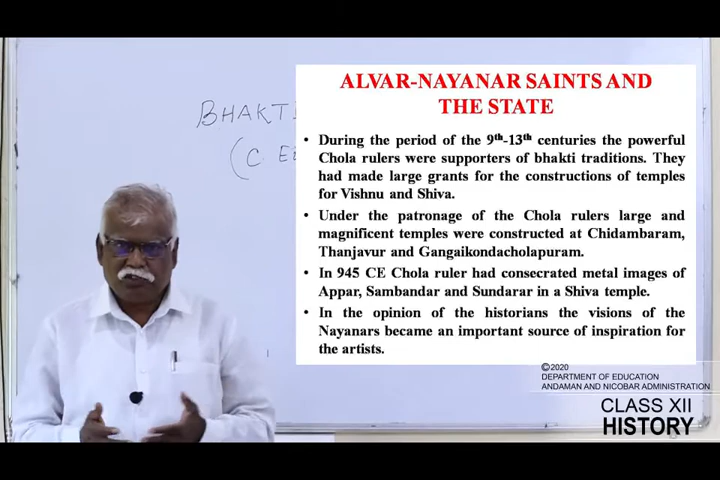 ALVAR-NAYANAR SAINTS AND
THE STATE
• During the period of the 9th-13th centuries the powerful
Chola rulers were supporters of bhakti traditions. They
had made large grants for the constructions of temples
for Vishnu and Shiva.
• Under the patronage of the Chola rulers large and
magnificent temples were constructed at Chidambaram,
Thanjavur and Gangaikondacholapuram.
• In 945 CE Chola ruler had consecrated metal images of
Appar, Sambandar and Sundarar in a Shiva temple.
• In the opinion of the historians the visions of the
Nayanars became an important source of inspiration for
the artists.
BHAKTI
(C. 
©2020
DEPARTMENT OF EDUCATION
ANDAMAN AND NICOBAR ADMINISTRATION
CLASS XII
HISTORY